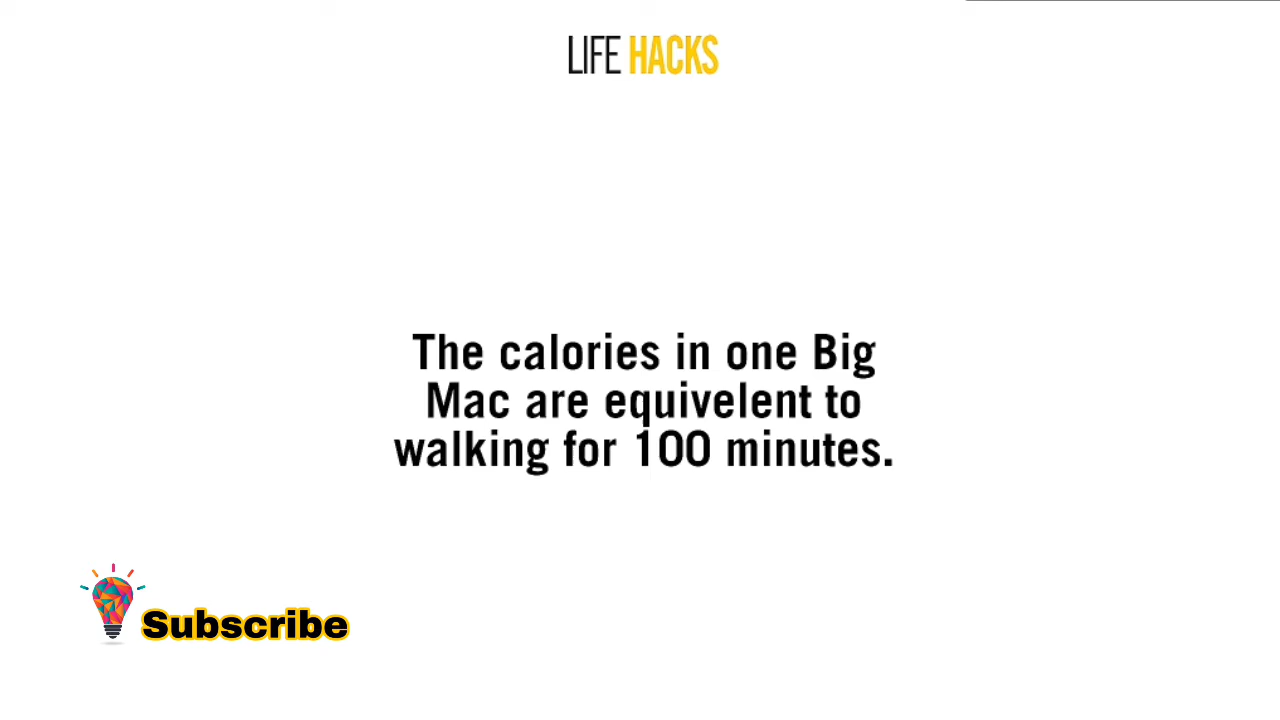 LIFE HACKS
The calories in one Big
Mac are equivelent to
walking for 100 minutes.
Subscribe